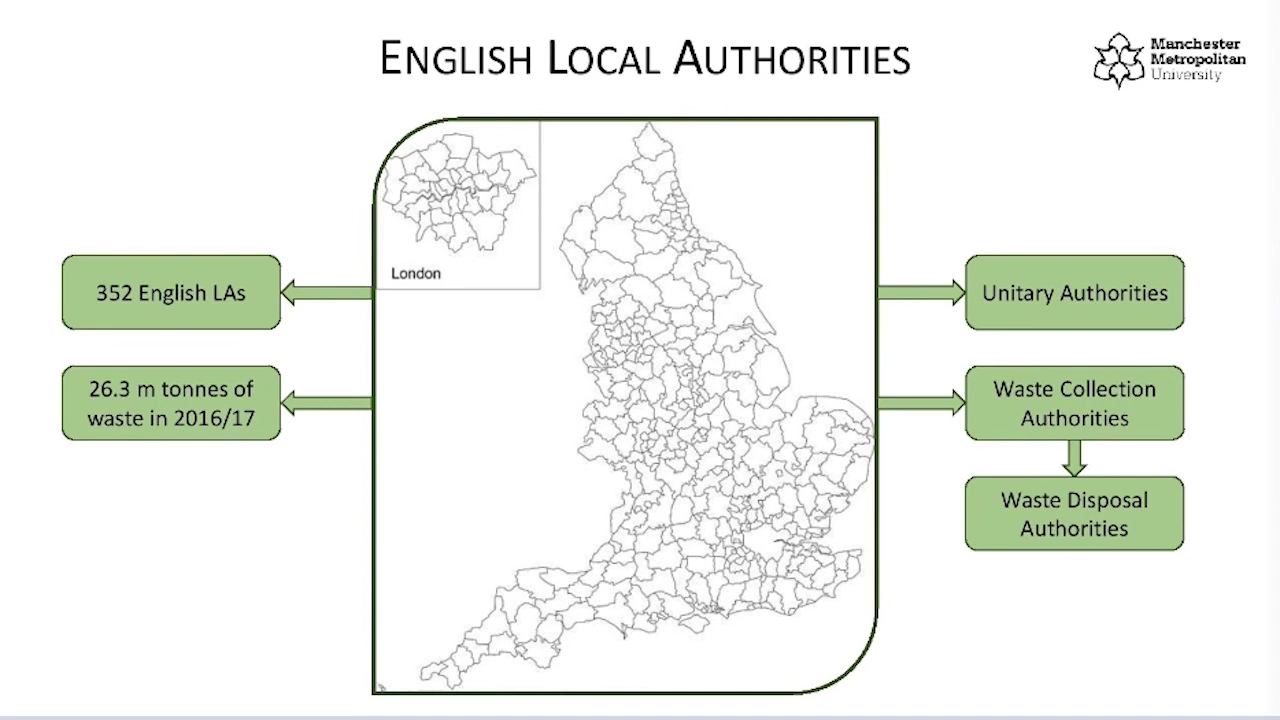 ENGLISH LOCAL AUTHORITIES
Manchester
Metropolitan
University
London
352 English LAs
26.3 m tonnes of
waste in 2016/17
Unitary Authorities
Waste Collection
Authorities
Waste Disposal
Authorities